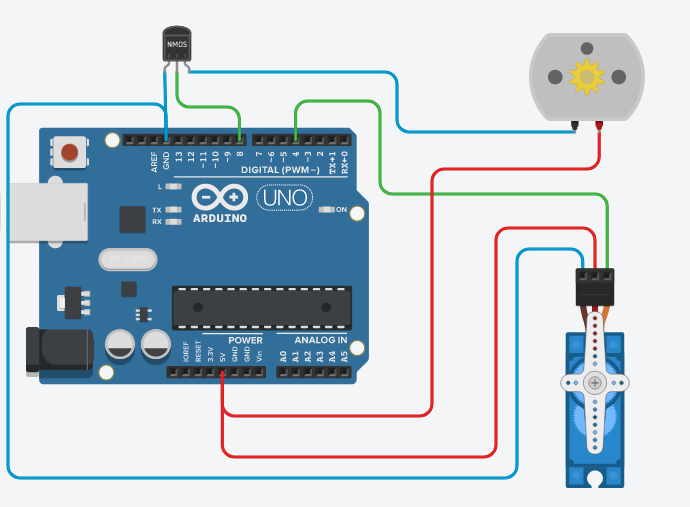 NMOS
AREF
GND
13
12
~11
~10
~9
8
7
~6
~5
4
~3
2
TX→1
RX←0
DIGITAL (PWM~)
L
TX
RX
ARDUINO
UNO
ON
POWER
ANALOG IN
IOREF
RESET
3.3V
5V
GND
GND
Vin
A0
A1
A2
A3
A4
A5